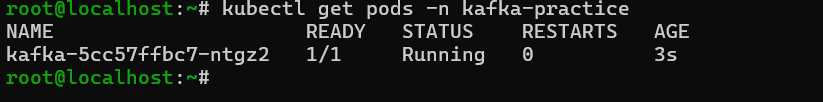 root@localhost:~# kubectl get pods -n kafka-practice
NAME                     READY   STATUS    RESTARTS   AGE
kafka-5cc57ffbc7-ntgz2   1/1     Running   0          3s
root@localhost:~#